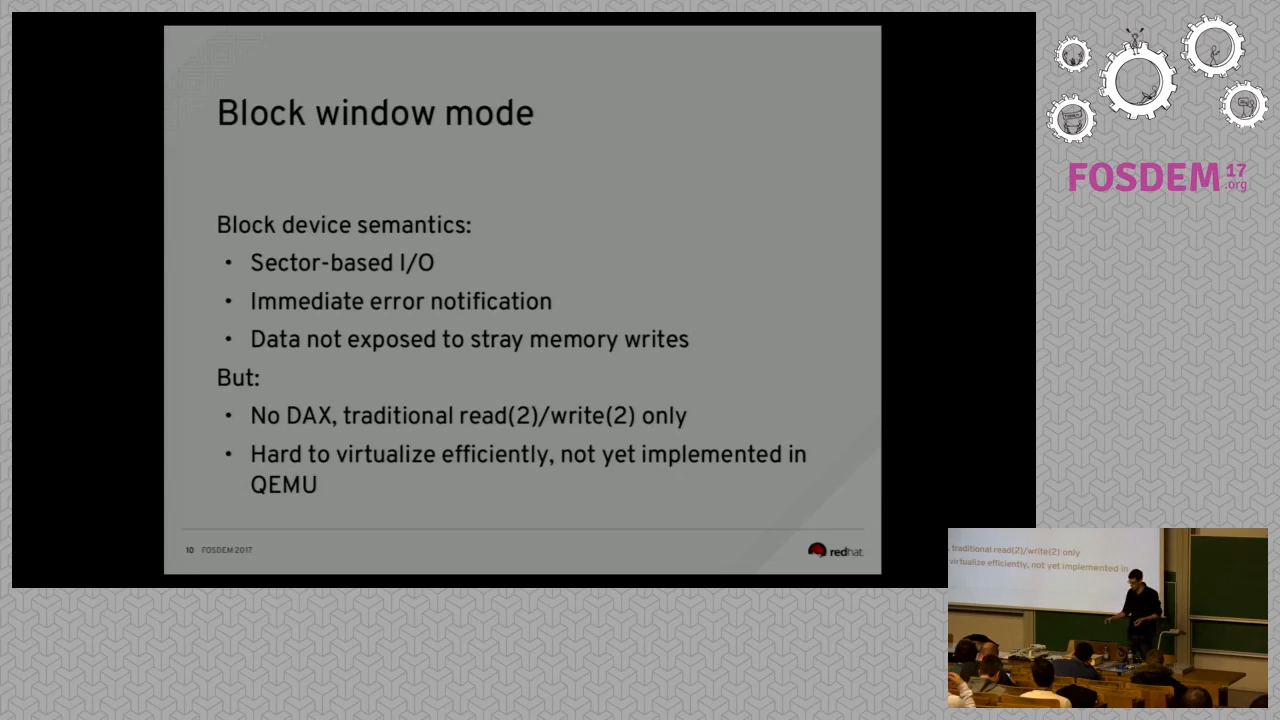 Block window mode
Block device semantics:
• Sector-based I/O
• Immediate error notification
• Data not exposed to stray memory writes
But:
• No DAX, traditional read(2)/write(2) only
• Hard to virtualize efficiently, not yet implemented in
QEMU
10 FOSDEM 2017
redhat.
FOSDEM 17
.org
traditional read(2)/write(2) only
virtualize efficiently, not yet implemented in